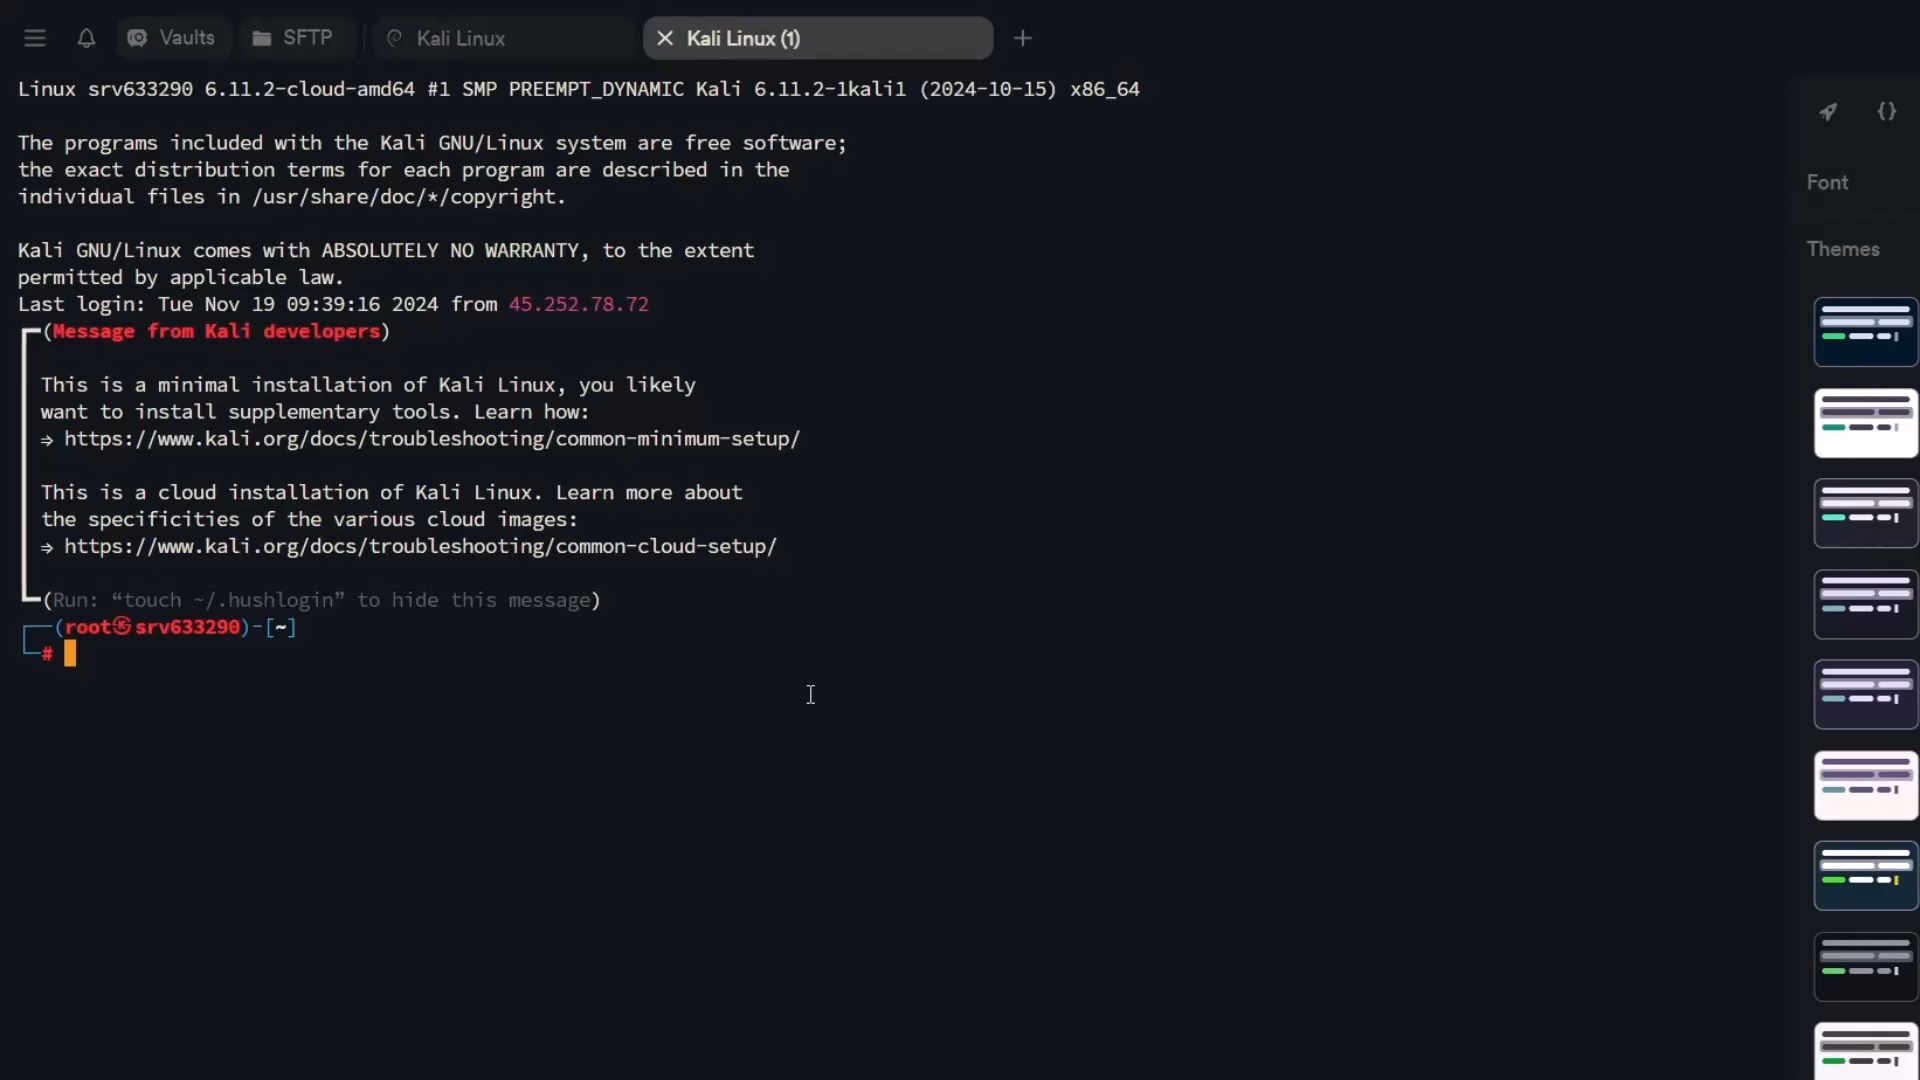 Vaults SFTP Kali Linux Kali Linux (1)
Linux srv633290 6.11.2-cloud-amd64 #1 SMP PREEMPT_DYNAMIC Kali 6.11.2-1kali1 (2024-10-15) x86_64
The programs included with the Kali GNU/Linux system are free software;
the exact distribution terms for each program are described in the
individual files in /usr/share/doc/*/copyright.
Kali GNU/Linux comes with ABSOLUTELY NO WARRANTY, to the extent
permitted by applicable law.
Last login: Tue Nov 19 09:39:16 2024 from 45.252.78.72
(Message from Kali developers)
This is a minimal installation of Kali Linux, you likely
want to install supplementary tools. Learn how:
⇒ https://www.kali.org/docs/troubleshooting/common-minimum-setup/
This is a cloud installation of Kali Linux. Learn more about
the specificities of the various cloud images:
⇒ https://www.kali.org/docs/troubleshooting/common-cloud-setup/
(Run: “touch ~/.hushlogin” to hide this message)
(root㉿srv633290)-[~]
#
{}
Font
Themes